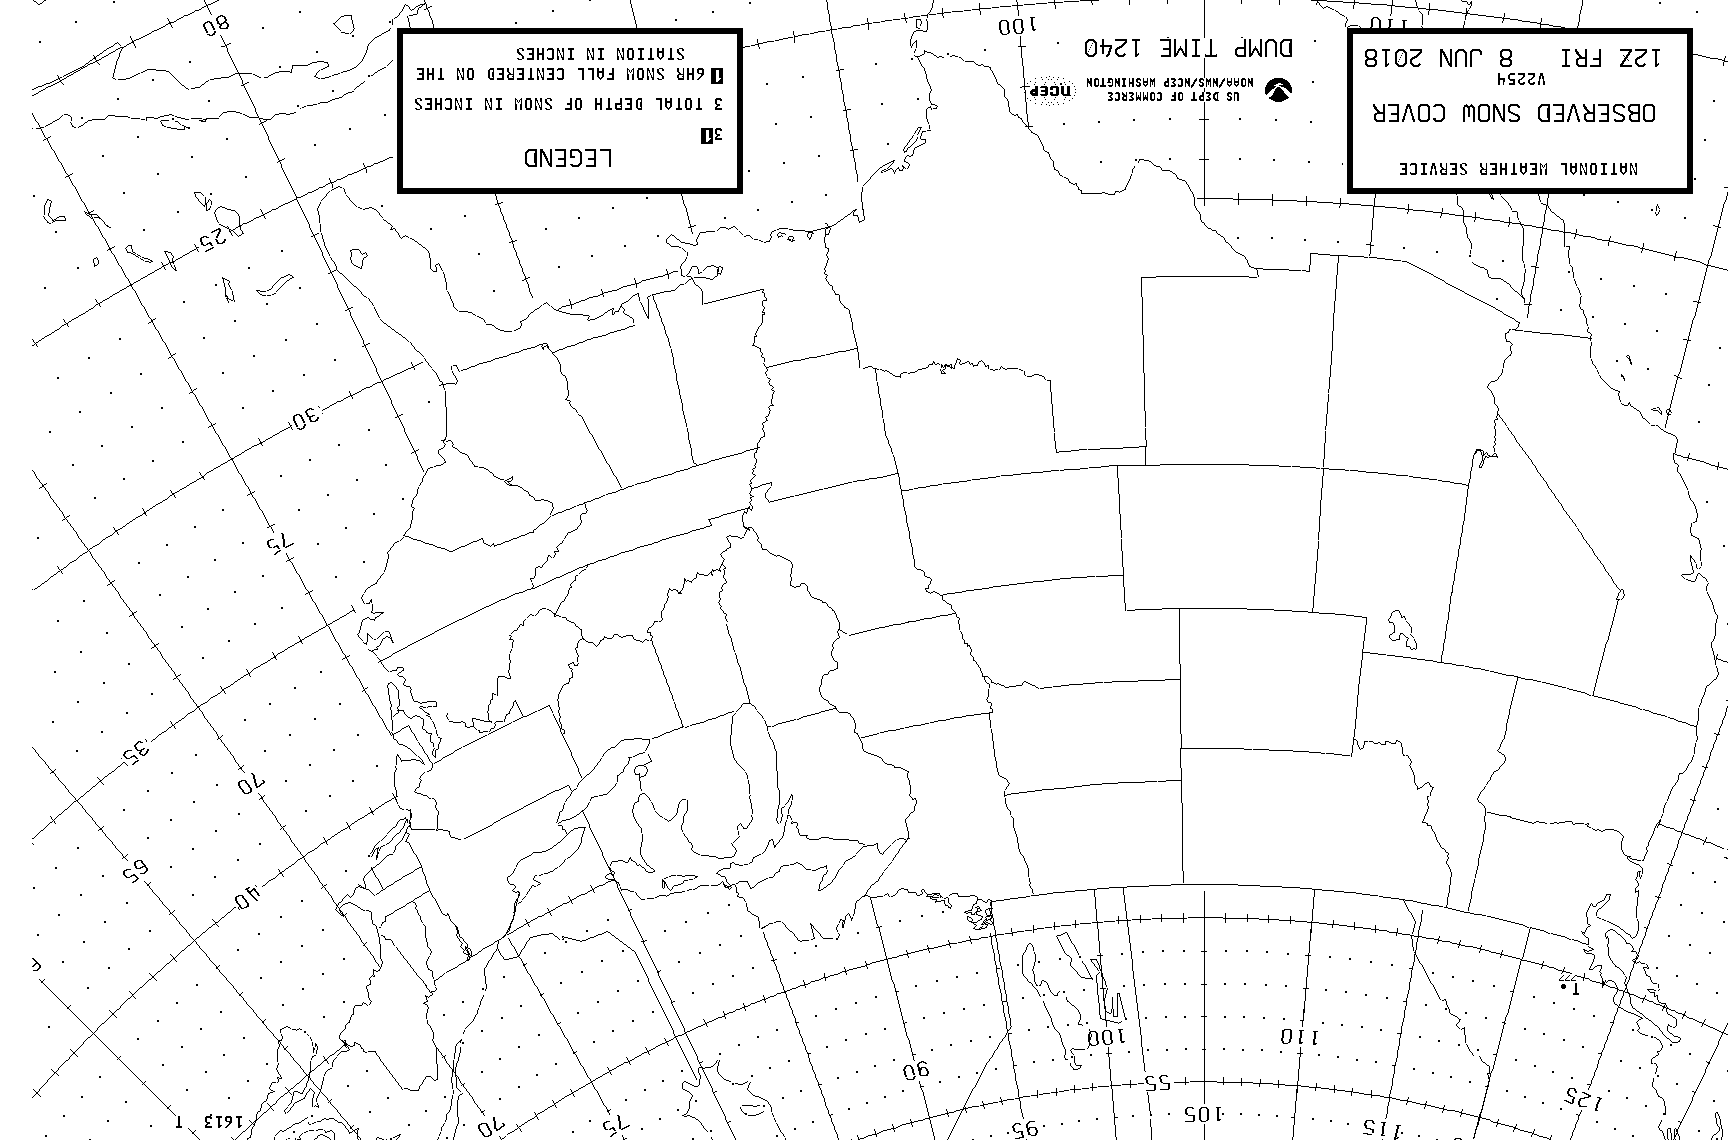 115
95
75
70
1613
T
105
125
55
90
110
100
T
777
40
65
70
35
75
30
25
NATIONAL WEATHER SERVICE
OBSERVED SNOW COVER
V2254
12Z FRI 8 JUN 2018
US DEPT OF COMMERCE
NOAA/NWS/NCEP WASHINGTON
ncep
DUMP TIME 1240
LEGEND
31
3 TOTAL DEPTH OF SNOW IN INCHES
1 6HR SNOW FALL CENTERED ON THE
STATION IN INCHES
110
100
80